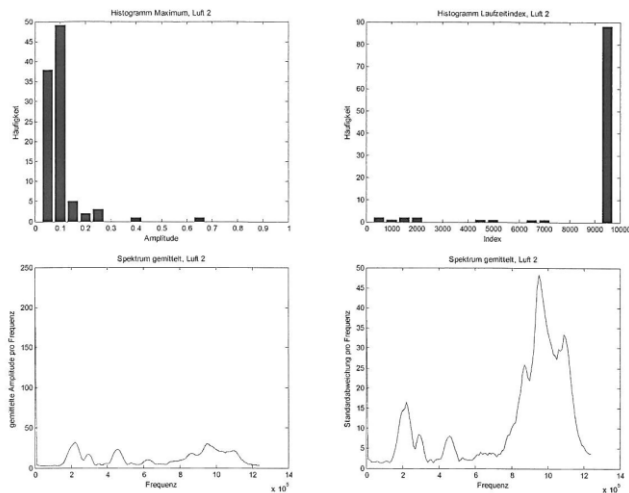 Histogramm Maximum, Luft 2
50
45
40
35
30
25
20
15
10
5
0
Häufigkeit
0 0.1 0.2 0.3 0.4 0.5 0.6 0.7 0.8 0.9 1
Amplitude
Histogramm Laufzeitindex, Luft 2
90
80
70
60
50
40
30
20
10
0
Häufigkeit
0 1000 2000 3000 4000 5000 6000 7000 8000 9000 10000
Index
Spektrum gemittelt, Luft 2
250
200
150
100
50
0
gemittelte Amplitude pro Frequenz
0 2 4 6 8 10 12 14
Frequenz
x 10
Spektrum gemittelt, Luft 2
50
45
40
35
30
25
20
15
10
5
0
Standardabweichung pro Frequenz
0 2 4 6 8 10 12 14
Frequenz
x 10